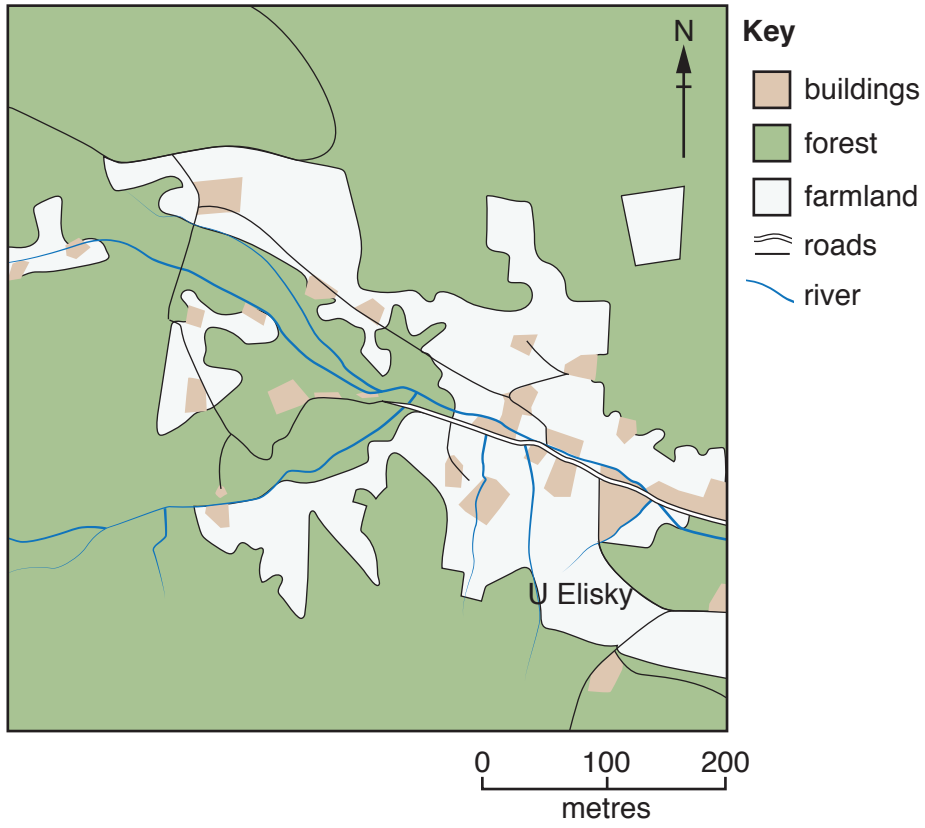 N
Key
buildings
forest
farmland
roads
river
U Elisky
0 100 200
metres